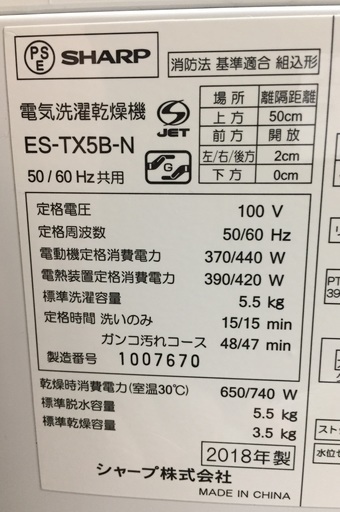 PSE SHARP
消防法 基準適合 組込形
電気洗濯乾燥機
S-JET
ES-TX5B-N
50/60 Hz共用
G
場所 離隔距離
上方 50cm
前方 開放
左/右/後方 2cm
下方 0cm
定格電圧 100 V
定格周波数 50/60 Hz
電動機定格消費電力 370/440 W
電熱装置定格消費電力 390/420 W
標準洗濯容量 5.5 kg
定格時間 洗いのみ 15/15 min
ガンコ汚れコース 48/47 min
製造番号 1007670
乾燥時消費電力(室温30℃) 650/740 W
標準脱水容量 5.5 kg
標準乾燥容量 3.5 kg
2018年製
シャープ株式会社
MADE IN CHINA
リ
PT
39
スト
水位